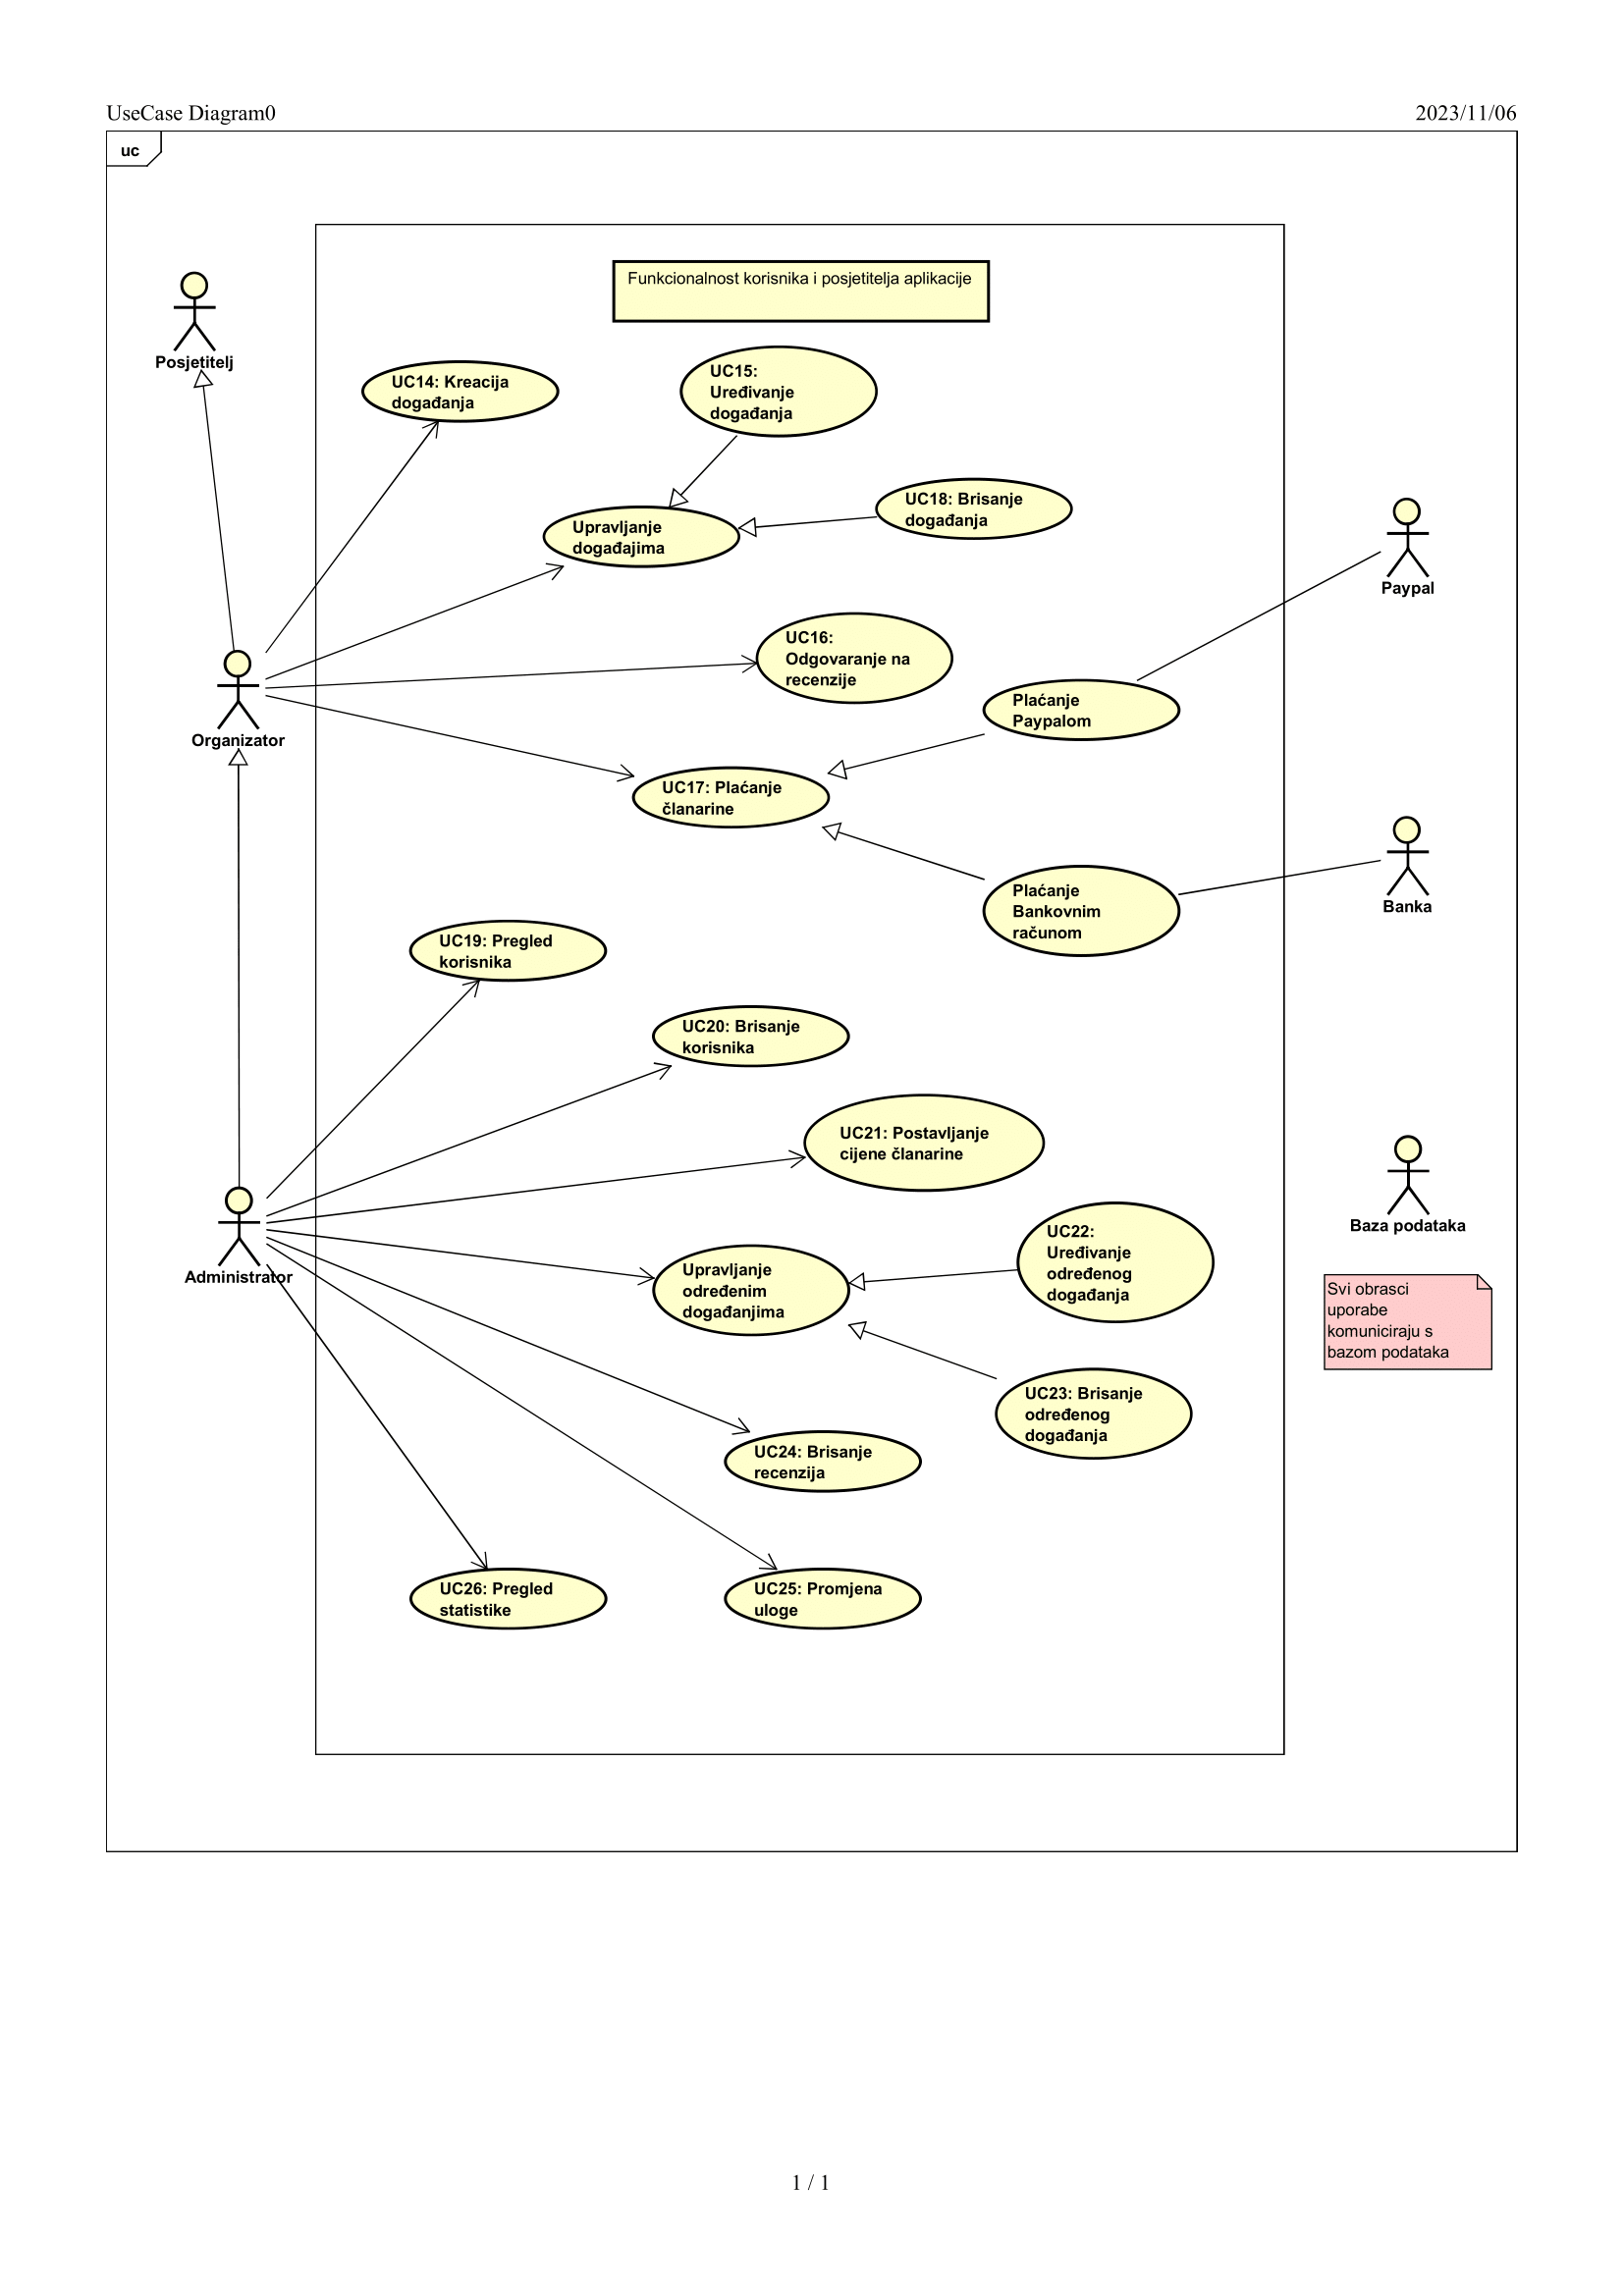 UseCase Diagram0
2023/11/06
uc
Funkcionalnost korisnika i posjetitelja aplikacije
Posjetitelj
UC14: Kreacija
događanja
UC15:
Uređivanje
događanja
UC18: Brisanje
događanja
Upravljanje
događajima
Paypal
UC16:
Odgovaranje na
recenzije
Plaćanje
Paypalom
Organizator
UC17: Plaćanje
članarine
Plaćanje
Bankovnim
računom
Banka
UC19: Pregled
korisnika
UC20: Brisanje
korisnika
UC21: Postavljanje
cijene članarine
Baza podataka
UC22:
Uređivanje
određenog
događanja
Administrator
Upravljanje
određenim
događanjima
Svi obrasci
uporabe
komuniciraju s
bazom podataka
UC23: Brisanje
određenog
događanja
UC24: Brisanje
recenzija
UC26: Pregled
statistike
UC25: Promjena
uloge
1 / 1